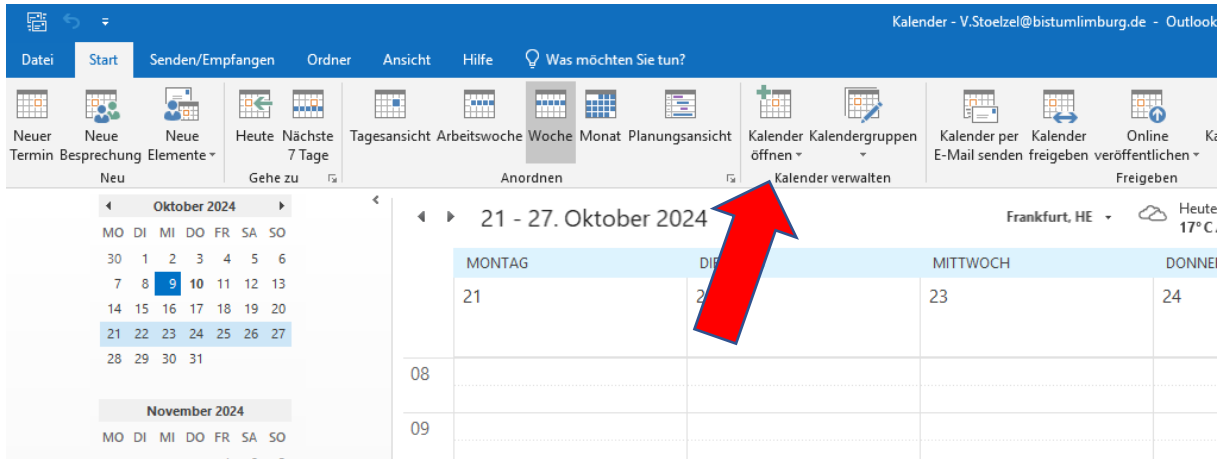 Kalender - V.Stoelzel@bistumlimburg.de - Outlook
Datei Start Senden/Empfangen Ordner Ansicht Hilfe Was möchten Sie tun?
Neuer Neue Neue Heute Nächste Tagesansicht Arbeitswoche Woche Monat Planungsansicht Kalender Kalendergruppen Kalender per Kalender Online
Termin Besprechung Elemente 7 Tage öffnen E-Mail senden freigeben veröffentlichen
Neu Gehe zu Anordnen Kalender verwalten Freigeben
Oktober 2024
MO DI MI DO FR SA SO
30 1 2 3 4 5 6
7 8 9 10 11 12 13
14 15 16 17 18 19 20
21 22 23 24 25 26 27
28 29 30 31
November 2024
MO DI MI DO FR SA SO
21 - 27. Oktober 2024 Frankfurt, HE Heute
17° C
MONTAG MITTWOCH
21 23 24
08
09